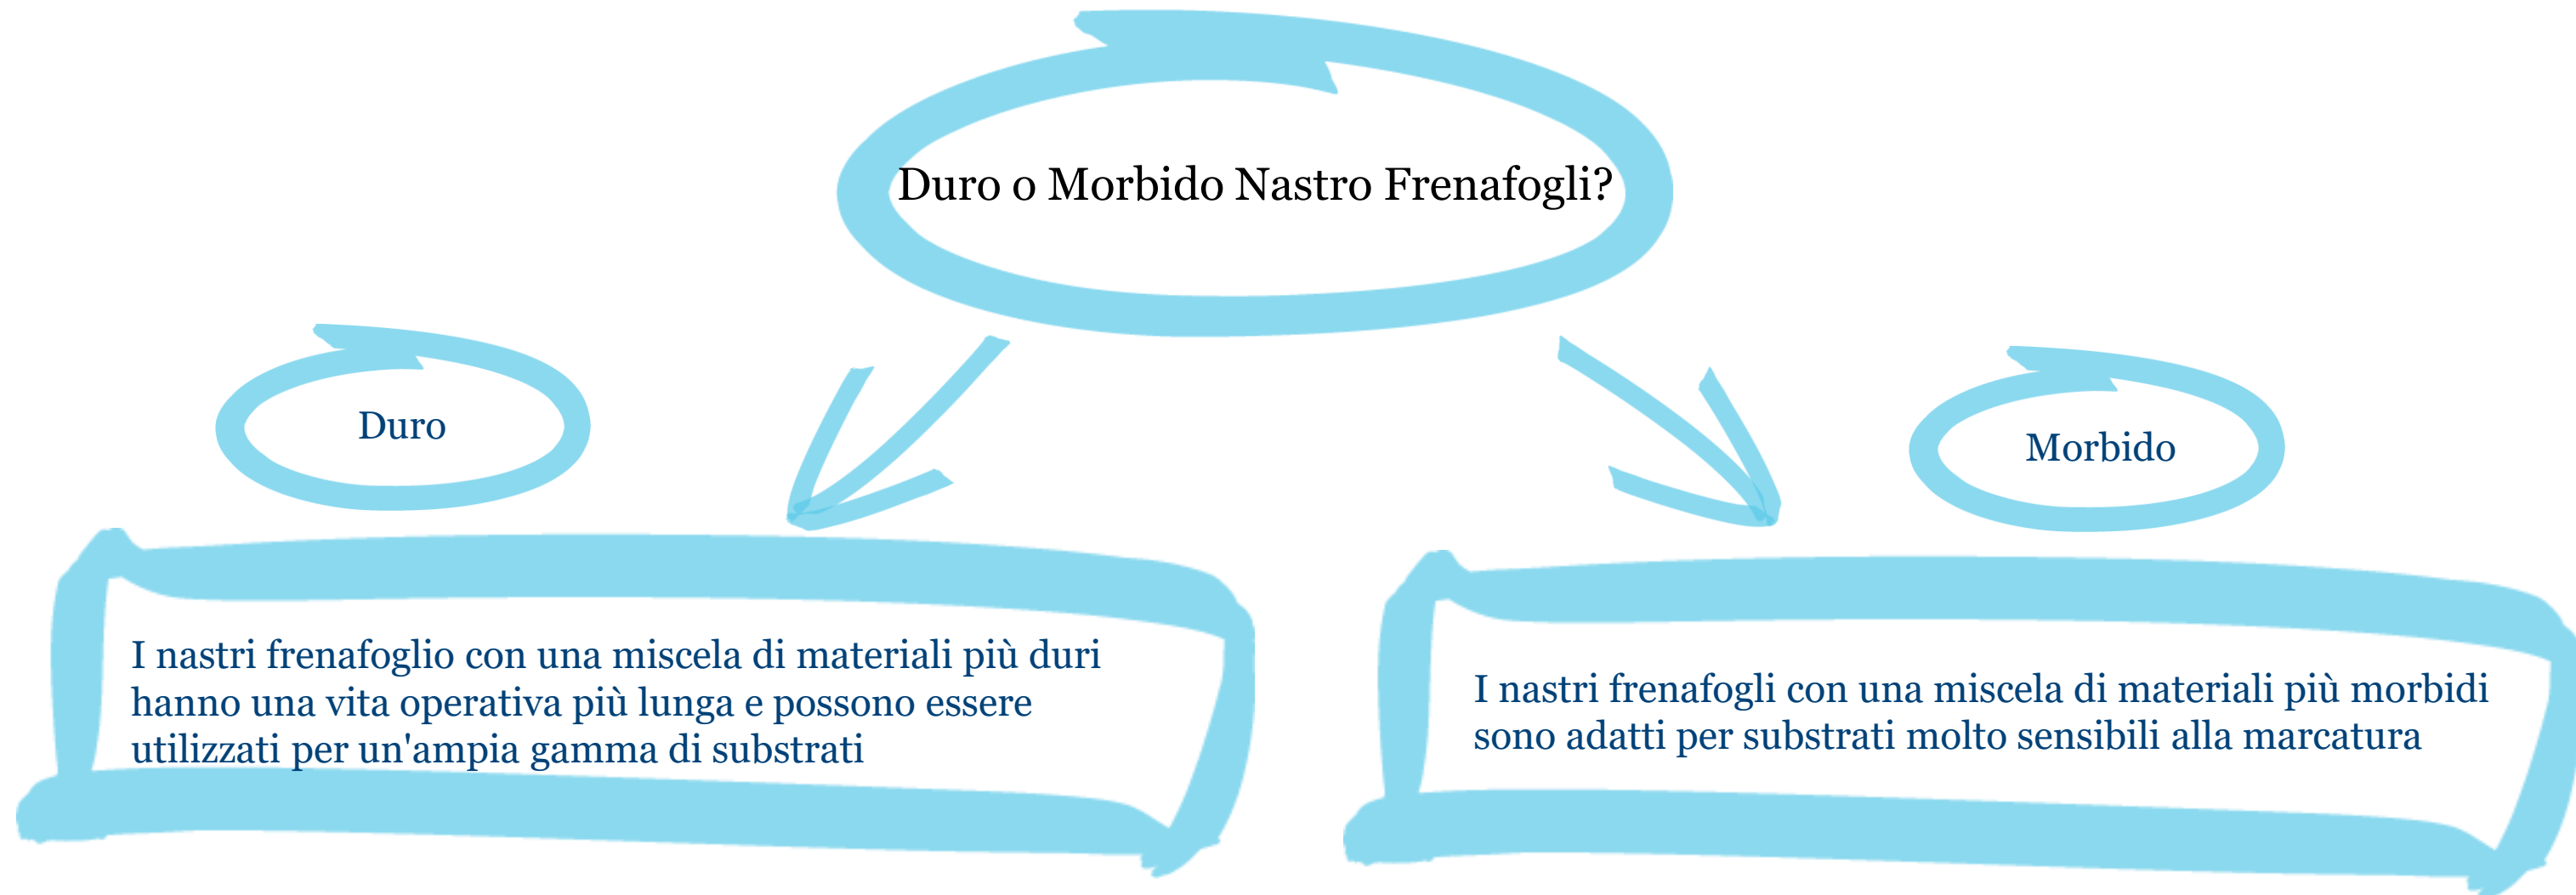 Duro o Morbido Nastro Frenafogli?
Duro
Morbido
I nastri frenafoglio con una miscela di materiali più duri
hanno una vita operativa più lunga e possono essere
utilizzati per un'ampia gamma di substrati
I nastri frenafogli con una miscela di materiali più morbidi
sono adatti per substrati molto sensibili alla marcatura